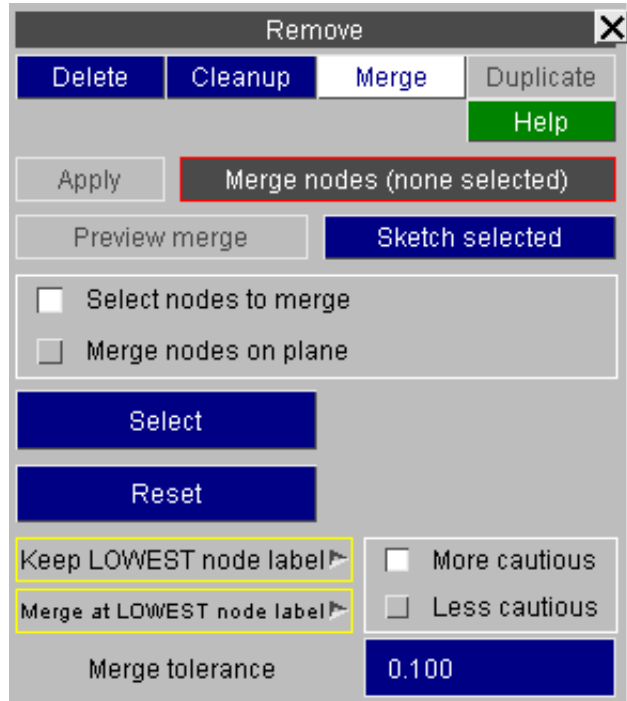 Remove
Delete Cleanup Merge Duplicate
Help
Apply Merge nodes (none selected)
Preview merge Sketch selected
Select nodes to merge
Merge nodes on plane
Select
Reset
Keep LOWEST node label More cautious
Merge at LOWEST node label Less cautious
Merge tolerance 0.100